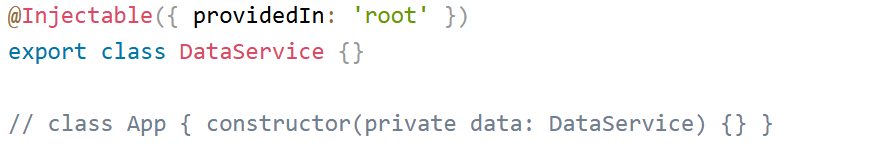 @Injectable({ providedIn: 'root' })
export class DataService {}
// class App { constructor(private data: DataService) {} }